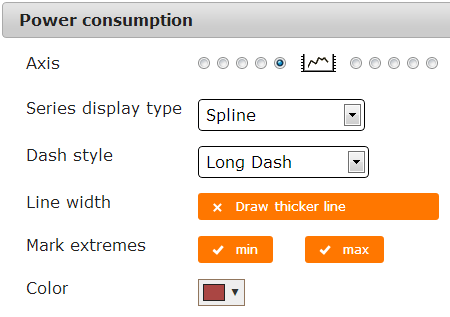 Power consumption
Axis
Series display type Spline
Dash style Long Dash
Line width Draw thicker line
Mark extremes min max
Color